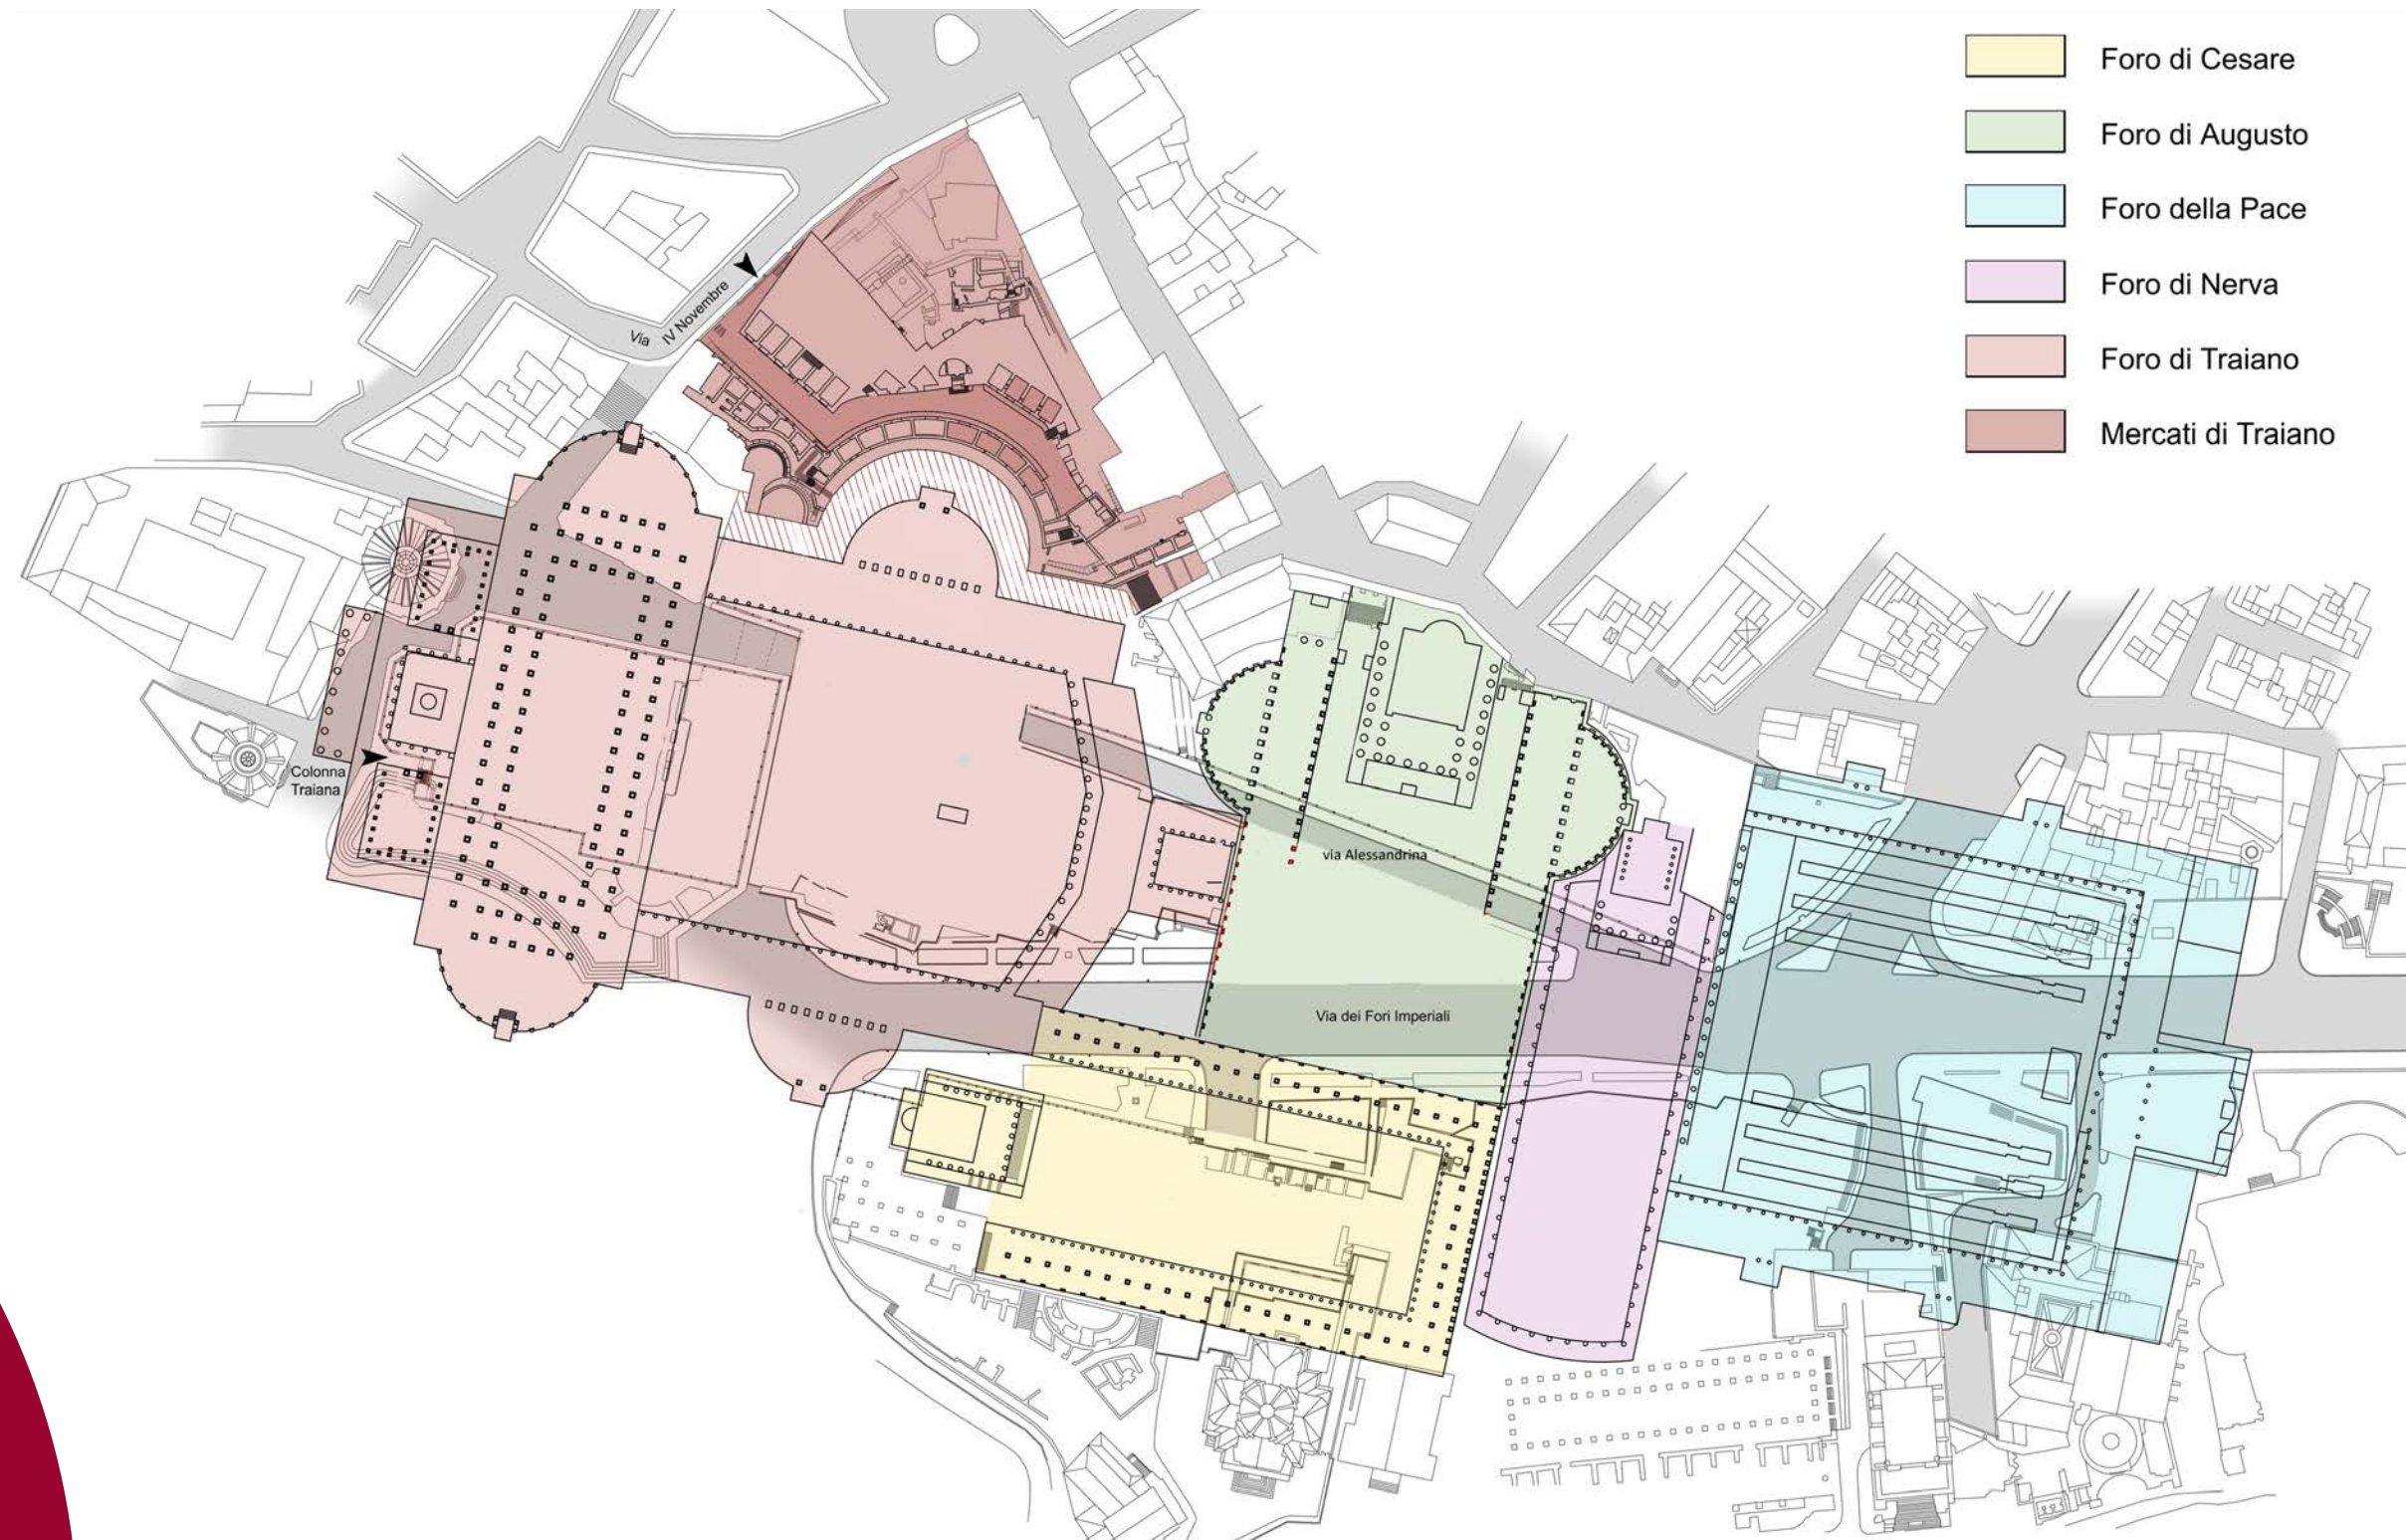 Foro di Cesare
Foro di Augusto
Foro della Pace
Foro di Nerva
Foro di Traiano
Mercati di Traiano
Via IV Novembre
Colonna
Traiana
via Alessandrina
Via dei Fori Imperiali